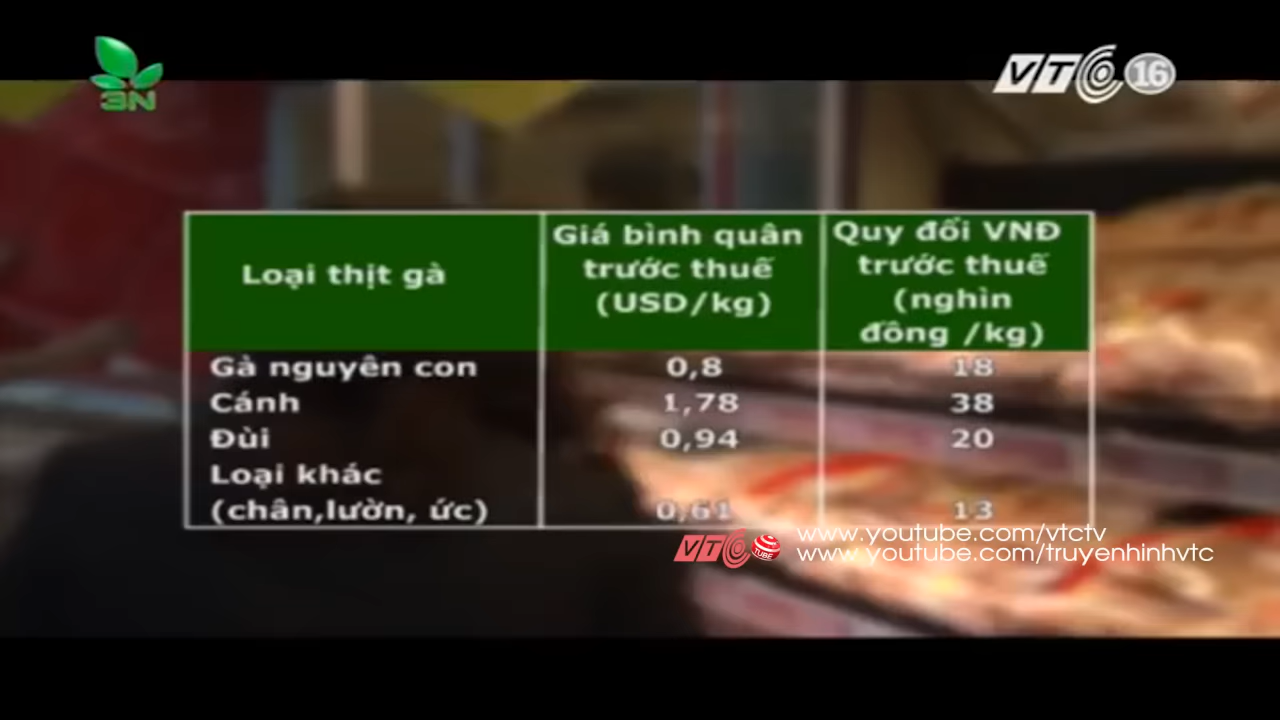 3N
VTC 16
Loại thịt gà
Giá bình quân
trước thuế
(USD/kg)
Quy đổi VNĐ
trước thuế
(nghìn
đồng /kg)
Gà nguyên con 0,8 18
Cánh 1,78 38
Đùi 0,94 20
Loại khác
(chân,lườn, ức) 0,61 13
VTC TUBE
www.youtube.com/vtctv
www.youtube.com/truyenhinhvtc